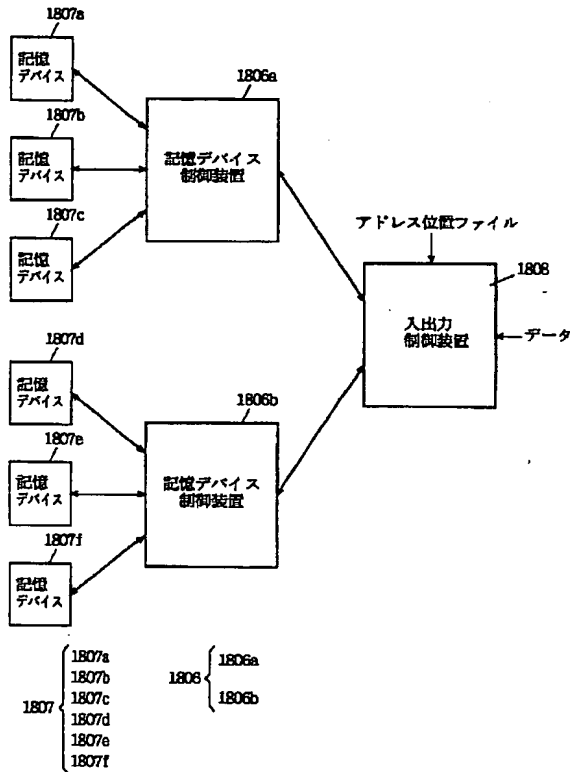 1807a
記憶
デバイス
1807b
記憶
デバイス
1807c
記憶
デバイス
1806a
記憶デバイス
制御装置
アドレス位置ファイル
1808
入出力
制御装置
データ
1807d
記憶
デバイス
1807e
記憶
デバイス
1807f
記憶
デバイス
1806b
記憶デバイス
制御装置
1807
1807a
1807b
1807c
1807d
1807e
1807f
1806
1806a
1806b